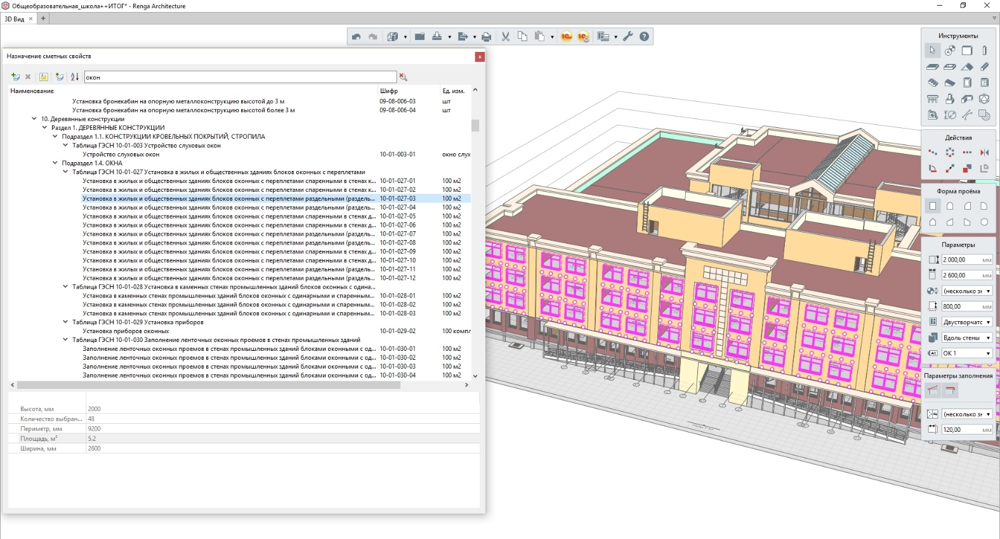 Общеобразовательная_школа++ИТОГ* - Renga Architecture
3D Вид
Назначение сметных свойств
окон
Наименование Шифр Ед. изм.
Установка бронекабин на опорную металлоконструкцию высотой до 3 м 09-08-006-03 шт
Установка бронекабин на опорную металлоконструкцию высотой более 3 м 09-08-006-04 шт
10. Деревянные конструкции
Раздел 1. ДЕРЕВЯННЫЕ КОНСТРУКЦИИ
Подраздел 1.1. КОНСТРУКЦИИ КРОВЕЛЬНЫХ ПОКРЫТИЙ, СТРОПИЛА
Таблица ГЭСН 10-01-003 Устройство слуховых окон
Устройство слуховых окон 10-01-003-01 окно слух
Подраздел 1.4. ОКНА
Таблица ГЭСН 10-01-027 Установка в жилых и общественных зданиях блоков оконных с переплетами
Установка в жилых и общественных зданиях блоков оконных с переплетами спаренными в стенах к... 10-01-027-01 100 м2
Установка в жилых и общественных зданиях блоков оконных с переплетами спаренными в стенах к... 10-01-027-02 100 м2
Установка в жилых и общественных зданиях блоков оконных с переплетами раздельными (раздель... 10-01-027-03 100 м2
Установка в жилых и общественных зданиях блоков оконных с переплетами раздельными (раздель... 10-01-027-04 100 м2
Установка в жилых и общественных зданиях блоков оконных с переплетами спаренными в стенах д... 10-01-027-05 100 м2
Установка в жилых и общественных зданиях блоков оконных с переплетами спаренными в стенах д... 10-01-027-06 100 м2
Установка в жилых и общественных зданиях блоков оконных с переплетами раздельными (раздель... 10-01-027-07 100 м2
Установка в жилых и общественных зданиях блоков оконных с переплетами раздельными (раздель... 10-01-027-08 100 м2
Установка в жилых и общественных зданиях блоков оконных с переплетами спаренными в стенах д... 10-01-027-09 100 м2
Установка в жилых и общественных зданиях блоков оконных с переплетами спаренными в стенах д... 10-01-027-10 100 м2
Установка в жилых и общественных зданиях блоков оконных с переплетами раздельными (раздель... 10-01-027-11 100 м2
Установка в жилых и общественных зданиях блоков оконных с переплетами раздельными (раздель... 10-01-027-12 100 м2
Таблица ГЭСН 10-01-028 Установка в каменных стенах промышленных зданий блоков оконных с одина...
Установка в каменных стенах промышленных зданий блоков оконных с одинарными и спаренным... 10-01-028-01 100 м2
Установка в каменных стенах промышленных зданий блоков оконных с одинарными и спаренным... 10-01-028-02 100 м2
Установка в каменных стенах промышленных зданий блоков оконных с одинарными и спаренным... 10-01-028-03 100 м2
Таблица ГЭСН 10-01-029 Установка приборов
Установка приборов оконных 10-01-029-02 100 компл
Таблица ГЭСН 10-01-030 Заполнение ленточных оконных проемов в стенах промышленных зданий
Заполнение ленточных оконных проемов в стенах промышленных зданий блоками оконными с од... 10-01-030-01 100 м2
Заполнение ленточных оконных проемов в стенах промышленных зданий блоками оконными с од... 10-01-030-02 100 м2
Заполнение ленточных оконных проемов в стенах промышленных зданий блоками оконными с од... 10-01-030-03 100 м2
Заполнение ленточных оконных проемов в стенах промышленных зданий блоками оконными с од... 10-01-030-04 100 м2
Высота, мм 2000
Количество выбран... 48
Периметр, мм 9200
Площадь, м² 5.2
Ширина, мм 2600
Инструменты
Действия
Форма проёма
Параметры
2 000,00 мм
2 600,00 мм
(несколько зн
800,00 мм
Двустворчатс
Вдоль стены
A1 ОК 1
Параметры заполнения
(несколько зн
120,00 мм